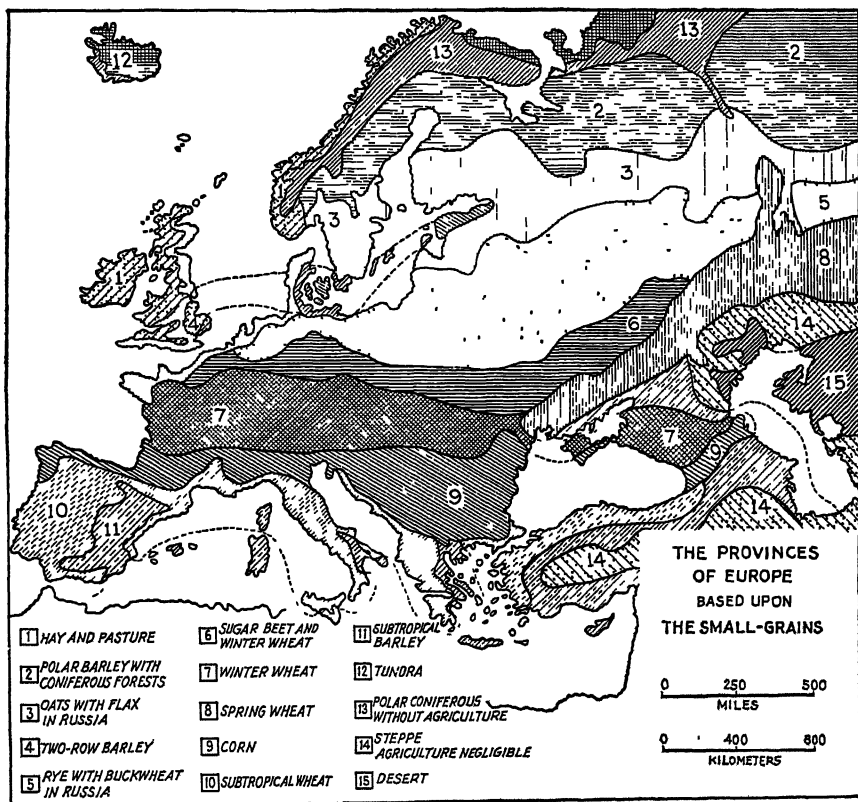 13
13
2
12
2
3
5
3
1
8
6
14
15
7
7
9
9
10
11
14
14
THE PROVINCES
OF EUROPE
BASED UPON
THE SMALL-GRAINS
0 250 500
MILES
0 400 800
KILOMETERS
1 HAY AND PASTURE
2 POLAR BARLEY WITH
CONIFEROUS FORESTS
3 OATS WITH FLAX
IN RUSSIA
4 TWO-ROW BARLEY
5 RYE WITH BUCKWHEAT
IN RUSSIA
6 SUGAR BEET AND
WINTER WHEAT
7 WINTER WHEAT
8 SPRING WHEAT
9 CORN
10 SUBTROPICAL WHEAT
11 SUBTROPICAL
BARLEY
12 TUNDRA
13 POLAR CONIFEROUS
WITHOUT AGRICULTURE
14 STEPPE
AGRICULTURE NEGLIGIBLE
15 DESERT